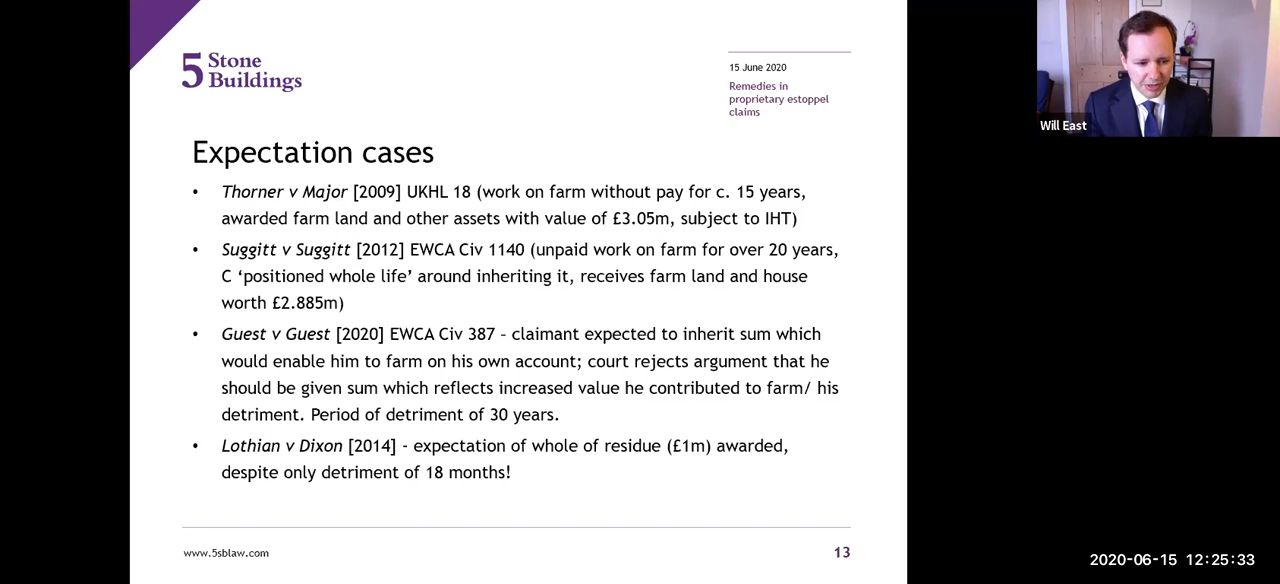 5 Stone
Buildings
15 June 2020
Remedies in
proprietary estoppel
claims
Will East
Expectation cases
• Thorner v Major [2009] UKHL 18 (work on farm without pay for c. 15 years,
awarded farm land and other assets with value of £3.05m, subject to IHT)
• Suggitt v Suggitt [2012] EWCA Civ 1140 (unpaid work on farm for over 20 years,
C ‘positioned whole life’ around inheriting it, receives farm land and house
worth £2.885m)
• Guest v Guest [2020] EWCA Civ 387 – claimant expected to inherit sum which
would enable him to farm on his own account; court rejects argument that he
should be given sum which reflects increased value he contributed to farm/ his
detriment. Period of detriment of 30 years.
• Lothian v Dixon [2014] - expectation of whole of residue (£1m) awarded,
despite only detriment of 18 months!
www.5sblaw.com
13
2020-06-15 12:25:33